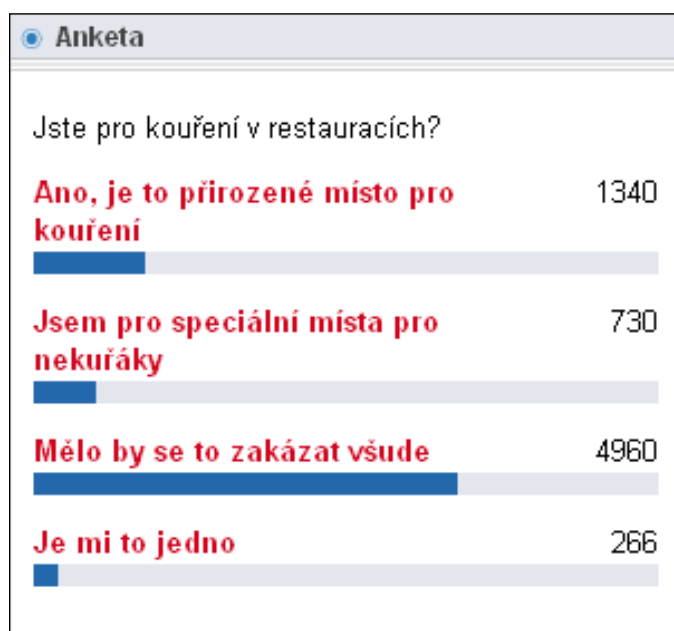 Anketa
Jste pro kouření v restauracích?
Ano, je to přirozené místo pro 1340
kouření
Jsem pro speciální místa pro 730
nekuřáky
Mělo by se to zakázat všude 4960
Je mi to jedno 266